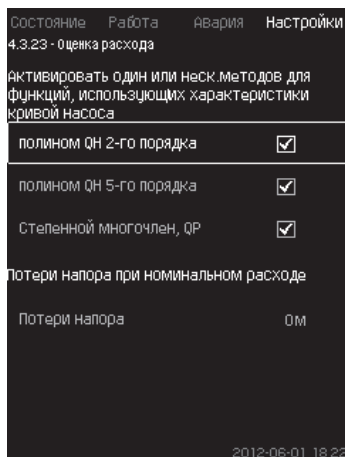 Состояние Работа Авария Настройки
4.3.23 - Оценка расхода
Активировать один или неск.методов для
функций, использующих характеристики
кривой насоса
полином QH 2-го порядка
полином QH 5-го порядка
Степенной многочлен, QP
Потери напора при номинальном расходе
Потери напора 0м
2012-06-01 18:22